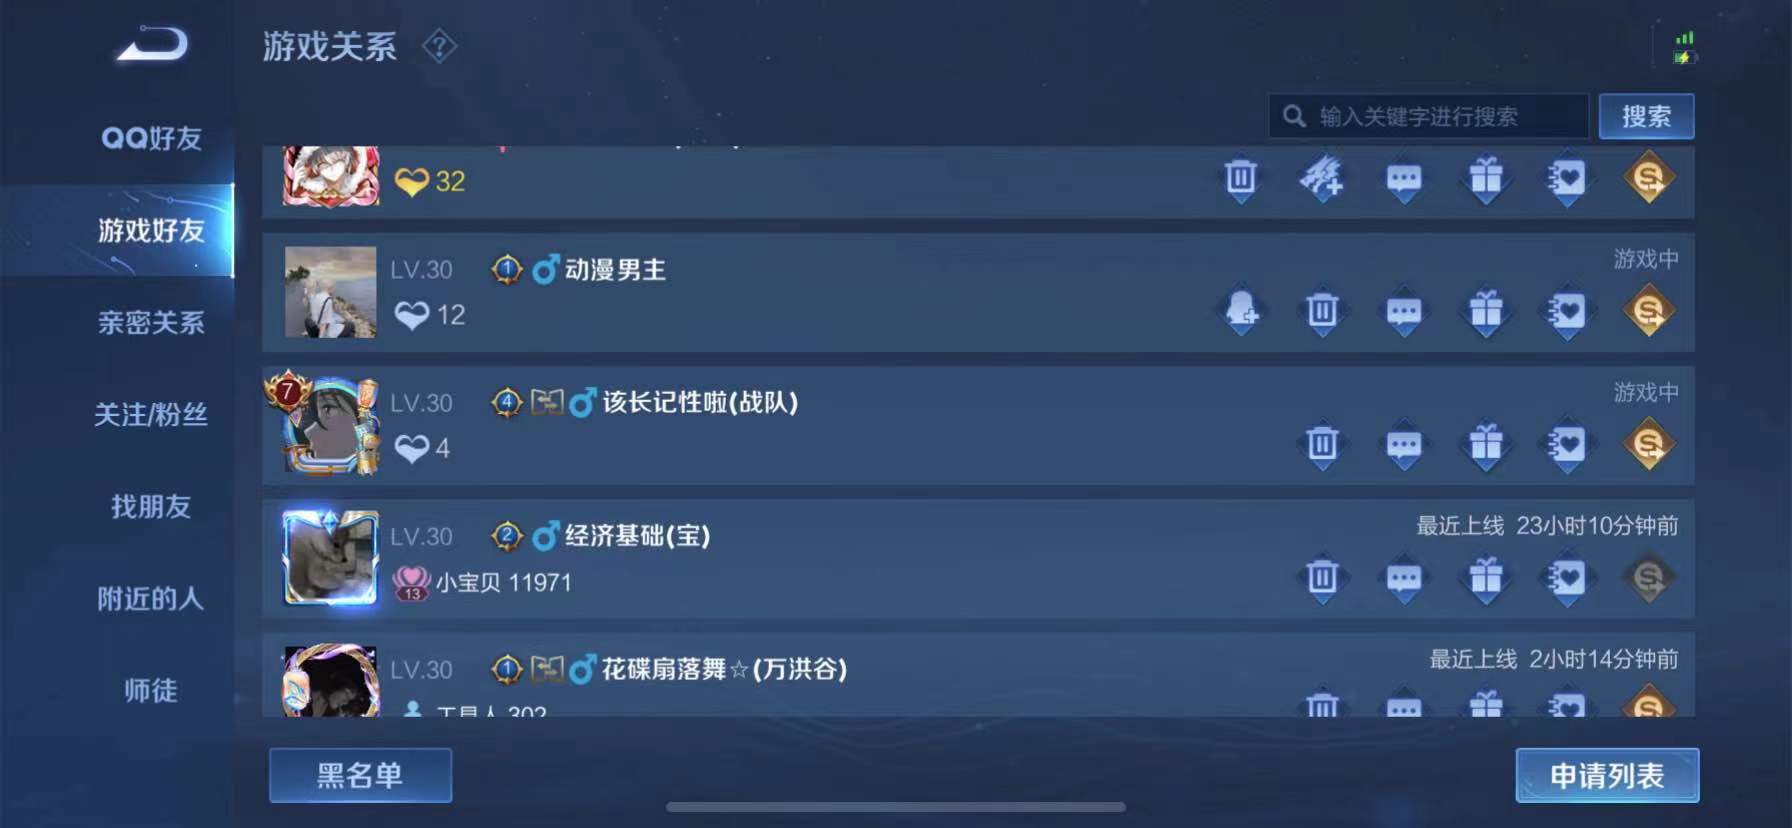 游戏关系 ?
输入关键字进行搜索 搜索
QQ好友
游戏好友
亲密关系
关注/粉丝
找朋友
附近的人
师徒
32
LV.30 1 动漫男主 游戏中
12
7 LV.30 4 该长记性啦(战队) 游戏中
4
LV.30 2 经济基础(宝) 最近上线 23小时10分钟前
13 小宝贝 11971
LV.30 1 花碟扇落舞☆(万洪谷) 最近上线 2小时14分钟前
工具人 302
黑名单 申请列表